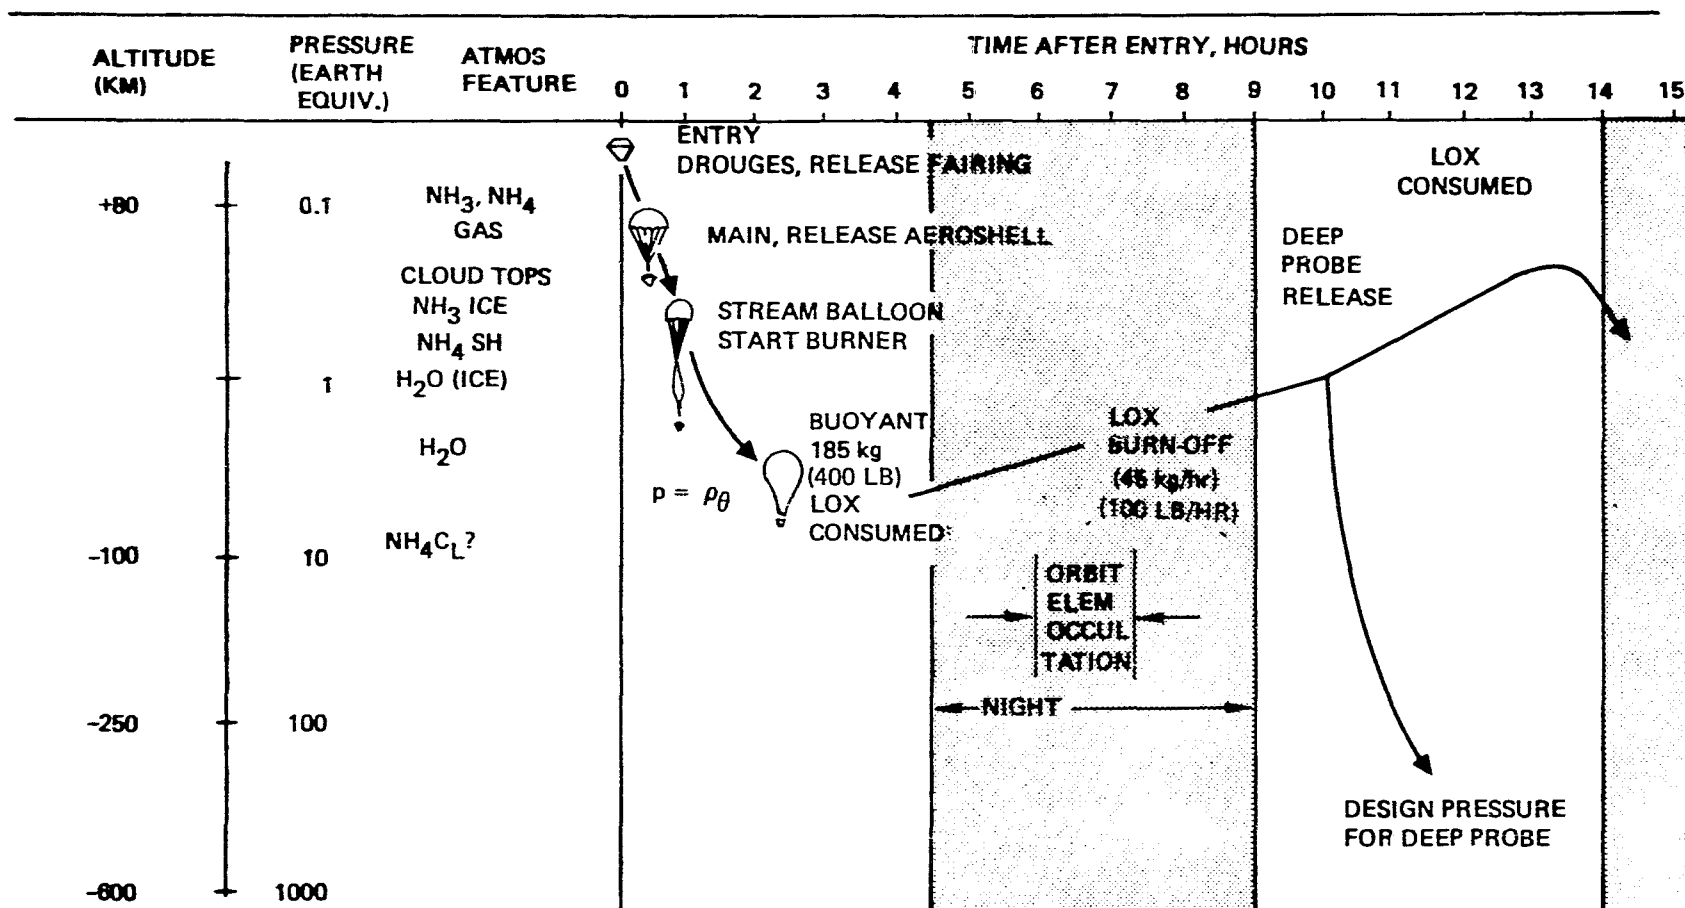 ALTITUDE
(KM)
PRESSURE
(EARTH
EQUIV.)
ATMOS
FEATURE
TIME AFTER ENTRY, HOURS
0 1 2 3 4 5 6 7 8 9 10 11 12 13 14 15
ENTRY
DROUGES, RELEASE FAIRING
MAIN, RELEASE AEROSHELL
STREAM BALLOON
START BURNER
BUOYANT
185 kg
(400 LB)
LOX
CONSUMED
p = ρθ
LOX
BURN-OFF
(45 kg/hr)
(100 LB/HR)
ORBIT
ELEM
OCCUL
TATION
NIGHT
LOX
CONSUMED
DEEP
PROBE
RELEASE
DESIGN PRESSURE
FOR DEEP PROBE
+80 0.1
NH3, NH4
GAS
CLOUD TOPS
NH3 ICE
NH4 SH
1 H2O (ICE)
H2O
-100 10 NH4CL?
-250 100
-600 1000